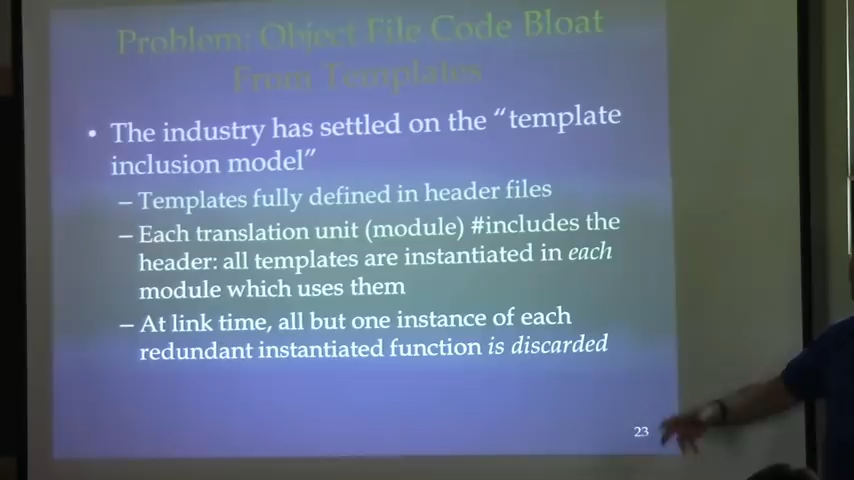 Problem: Object File Code Bloat
From Templates
• The industry has settled on the “template
inclusion model”
– Templates fully defined in header files
– Each translation unit (module) #includes the
header: all templates are instantiated in each
module which uses them
– At link time, all but one instance of each
redundant instantiated function is discarded
23